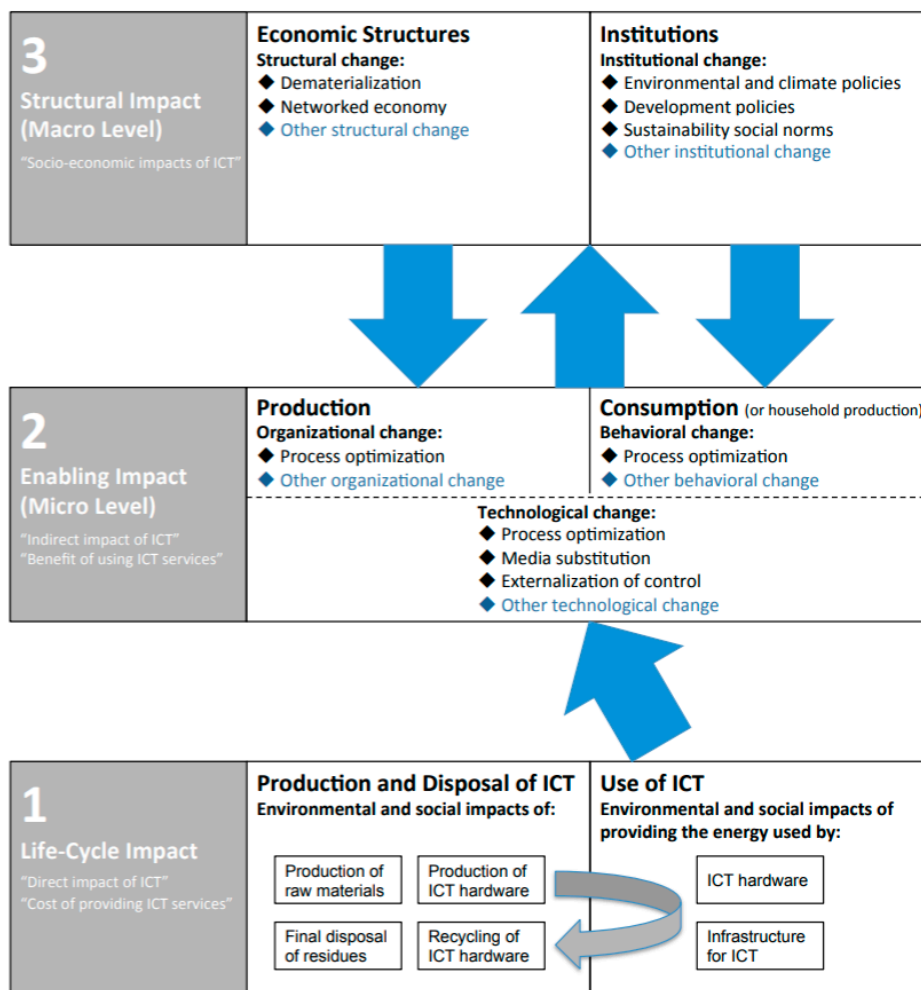 3
Structural Impact
(Macro Level)
“Socio-economic impacts of ICT”
Economic Structures
Structural change:
◆ Dematerialization
◆ Networked economy
◆ Other structural change
Institutions
Institutional change:
◆ Environmental and climate policies
◆ Development policies
◆ Sustainability social norms
◆ Other institutional change
2
Enabling Impact
(Micro Level)
“Indirect impact of ICT”
“Benefit of using ICT services”
Production
Organizational change:
◆ Process optimization
◆ Other organizational change
Consumption (or household production)
Behavioral change:
◆ Process optimization
◆ Other behavioral change
Technological change:
◆ Process optimization
◆ Media substitution
◆ Externalization of control
◆ Other technological change
1
Life-Cycle Impact
“Direct impact of ICT”
“Cost of providing ICT services”
Production and Disposal of ICT
Environmental and social impacts of:
Production of
raw materials
Production of
ICT hardware
Final disposal
of residues
Recycling of
ICT hardware
Use of ICT
Environmental and social impacts of
providing the energy used by:
ICT hardware
Infrastructure
for ICT